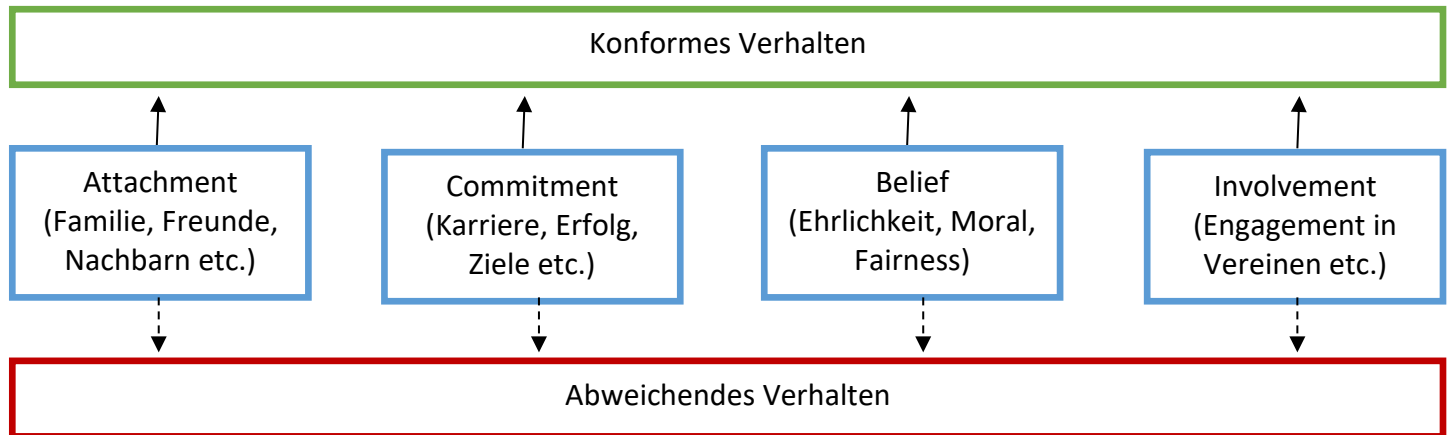 Konformes Verhalten
Attachment
(Familie, Freunde,
Nachbarn etc.)
Commitment
(Karriere, Erfolg,
Ziele etc.)
Belief
(Ehrlichkeit, Moral,
Fairness)
Involvement
(Engagement in
Vereinen etc.)
Abweichendes Verhalten